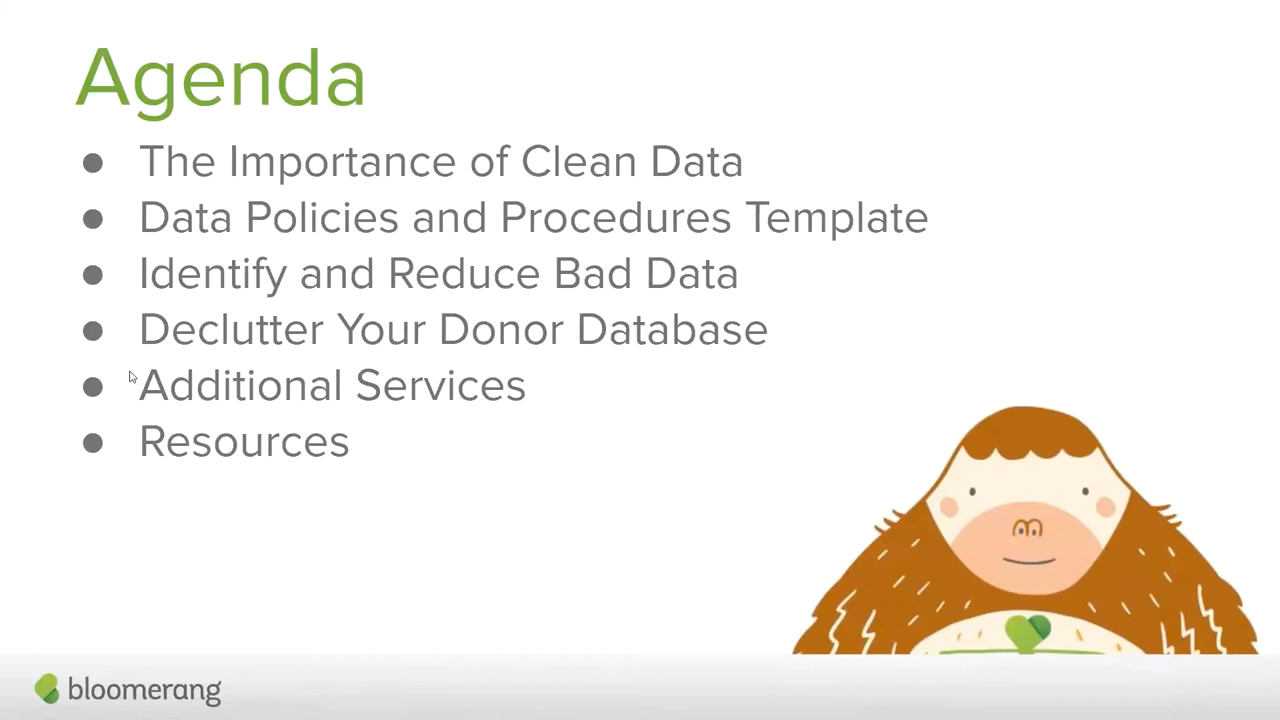 Agenda
● The Importance of Clean Data
● Data Policies and Procedures Template
● Identify and Reduce Bad Data
● Declutter Your Donor Database
● Additional Services
● Resources
bloomerang